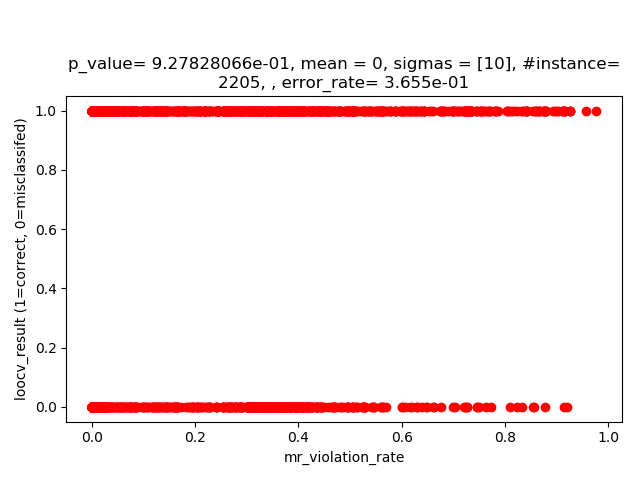 p_value= 9.27828066e-01, mean = 0, sigmas = [10], #instance=
2205, , error_rate= 3.655e-01
1.0
0.8
0.6
0.4
0.2
0.0
loocv_result (1=correct, 0=misclassifed)
0.0 0.2 0.4 0.6 0.8 1.0
mr_violation_rate